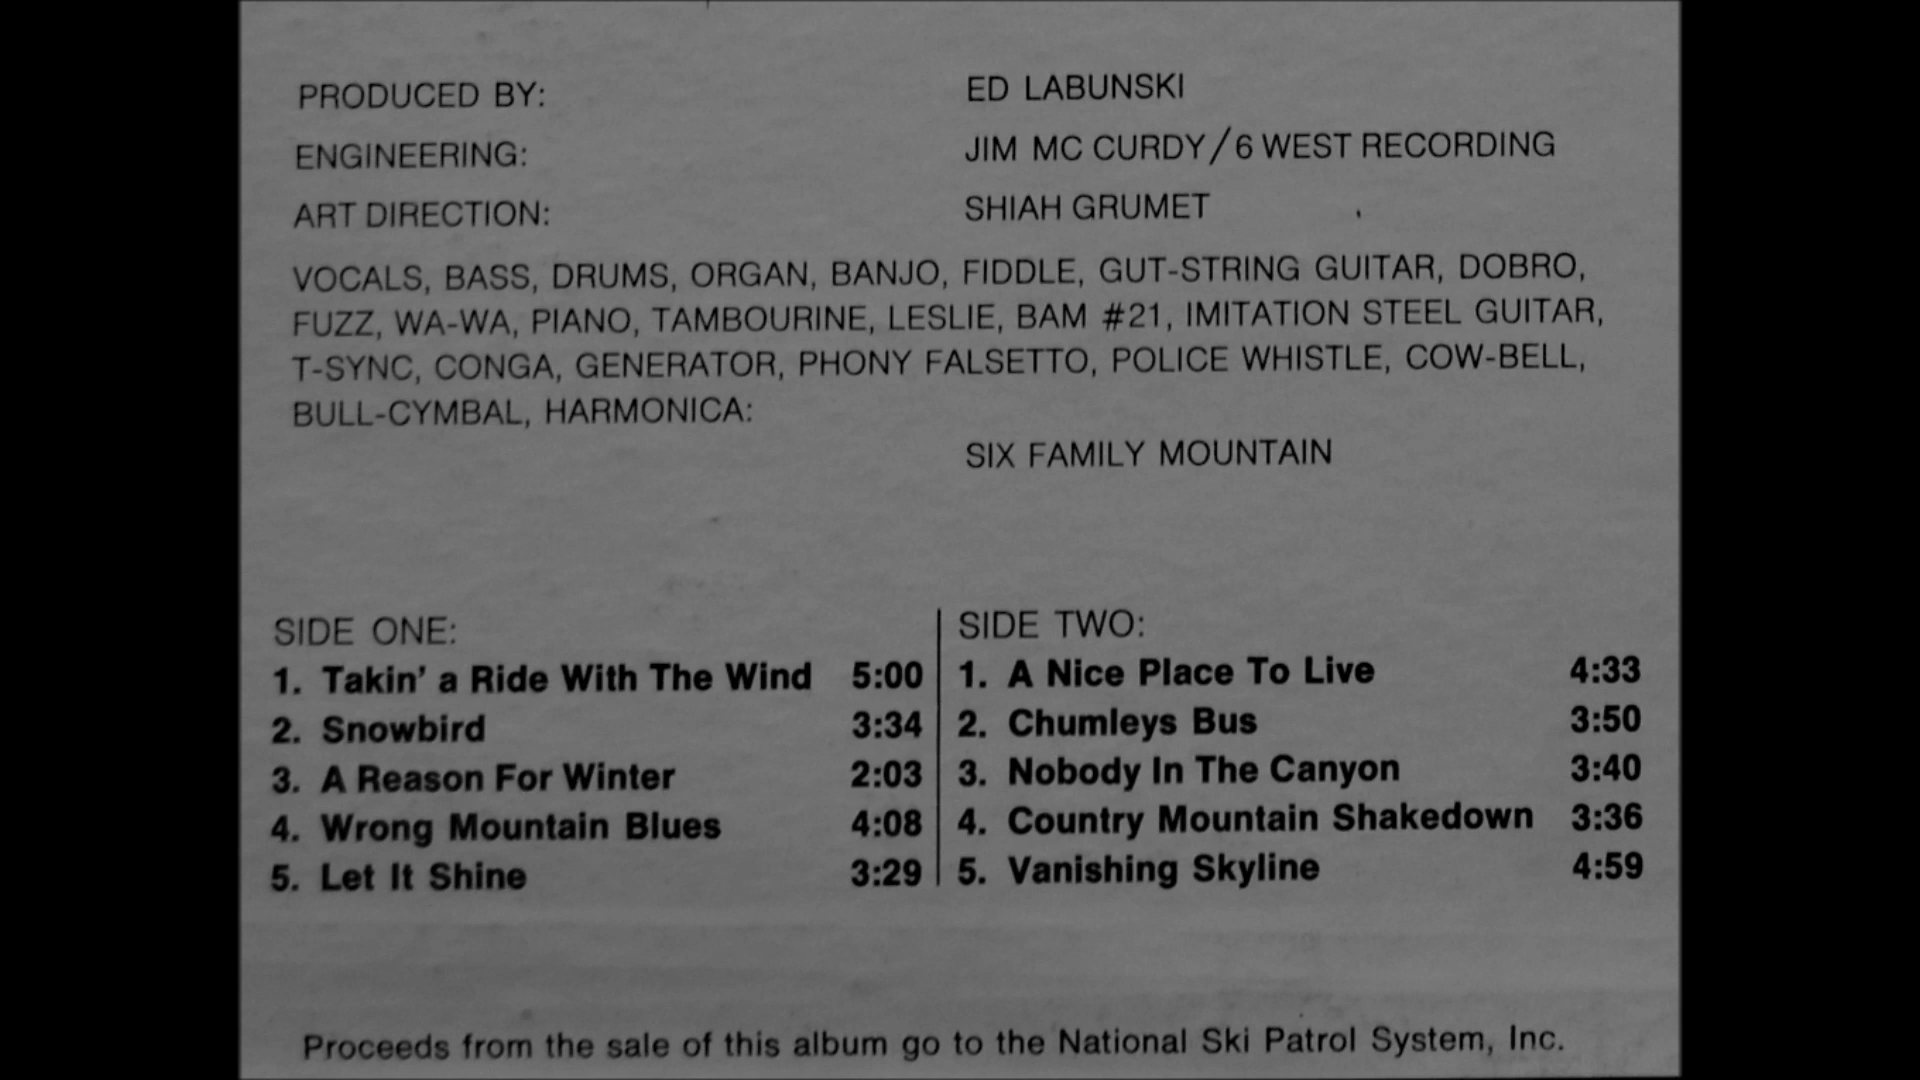 PRODUCED BY: ED LABUNSKI
ENGINEERING: JIM MC CURDY/6 WEST RECORDING
ART DIRECTION: SHIAH GRUMET
VOCALS, BASS, DRUMS, ORGAN, BANJO, FIDDLE, GUT-STRING GUITAR, DOBRO,
FUZZ, WA-WA, PIANO, TAMBOURINE, LESLIE, BAM #21, IMITATION STEEL GUITAR,
T-SYNC, CONGA, GENERATOR, PHONY FALSETTO, POLICE WHISTLE, COW-BELL,
BULL-CYMBAL, HARMONICA:
SIX FAMILY MOUNTAIN
SIDE ONE:
1. Takin' a Ride With The Wind 5:00
2. Snowbird 3:34
3. A Reason For Winter 2:03
4. Wrong Mountain Blues 4:08
5. Let It Shine 3:29
SIDE TWO:
1. A Nice Place To Live 4:33
2. Chumleys Bus 3:50
3. Nobody In The Canyon 3:40
4. Country Mountain Shakedown 3:36
5. Vanishing Skyline 4:59
Proceeds from the sale of this album go to the National Ski Patrol System, Inc.